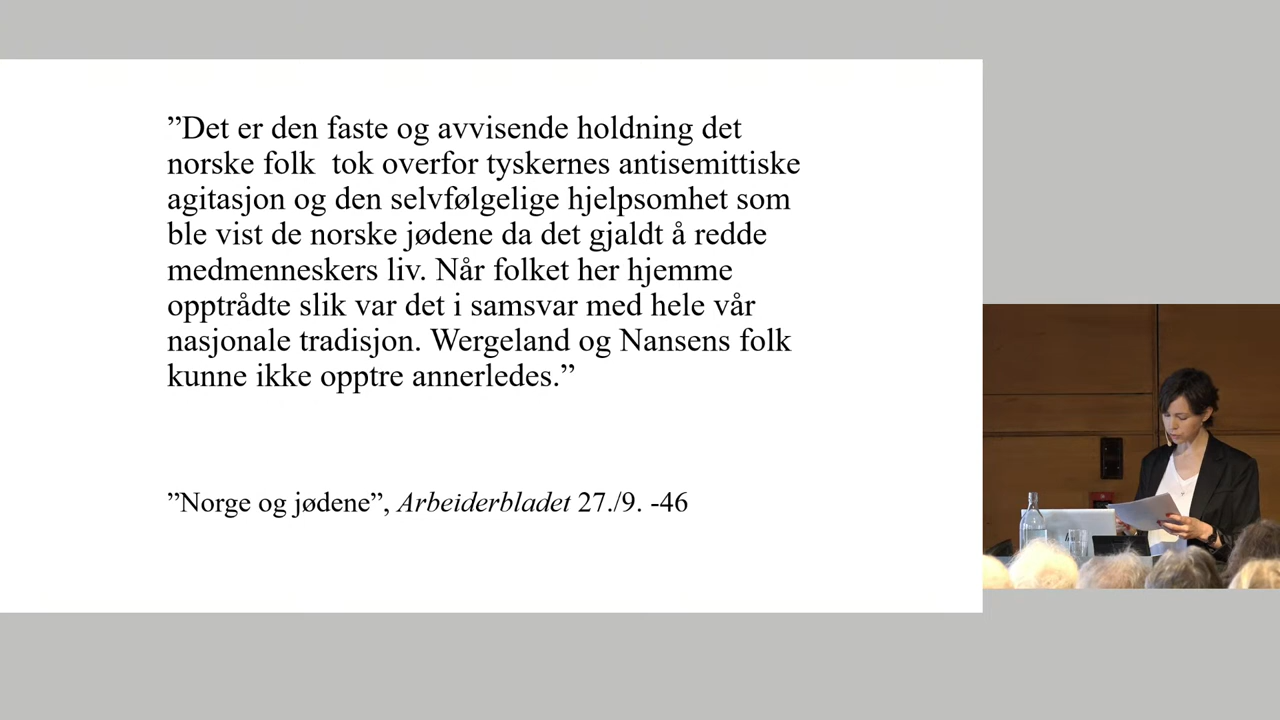 ”Det er den faste og avvisende holdning det
norske folk  tok overfor tyskernes antisemittiske
agitasjon og den selvfølgelige hjelpsomhet som
ble vist de norske jødene da det gjaldt å redde
medmenneskers liv. Når folket her hjemme
opptrådte slik var det i samsvar med hele vår
nasjonale tradisjon. Wergeland og Nansens folk
kunne ikke opptre annerledes.”
”Norge og jødene”, Arbeiderbladet 27./9. -46